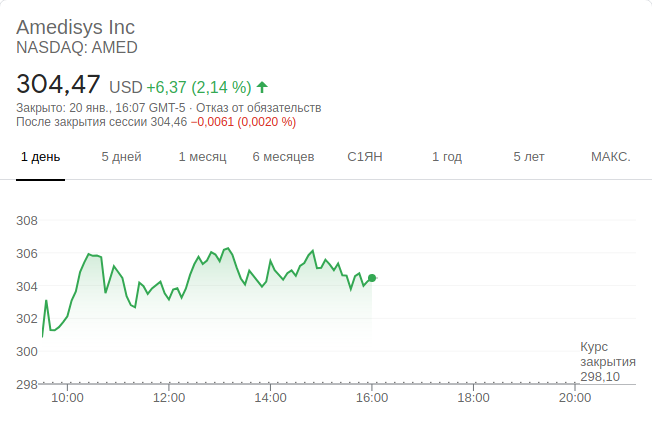 Amedisys Inc
NASDAQ: AMED
304,47 USD +6,37 (2,14 %)
Закрыто: 20 янв., 16:07 GMT-5 · Отказ от обязательств
После закрытия сессии 304,46 −0,0061 (0,0020 %)
1 день 5 дней 1 месяц 6 месяцев С1ЯН 1 год 5 лет МАКС.
308
306
304
302
300
Курс
закрытия
298,10
298
10:00 12:00 14:00 16:00 18:00 20:00